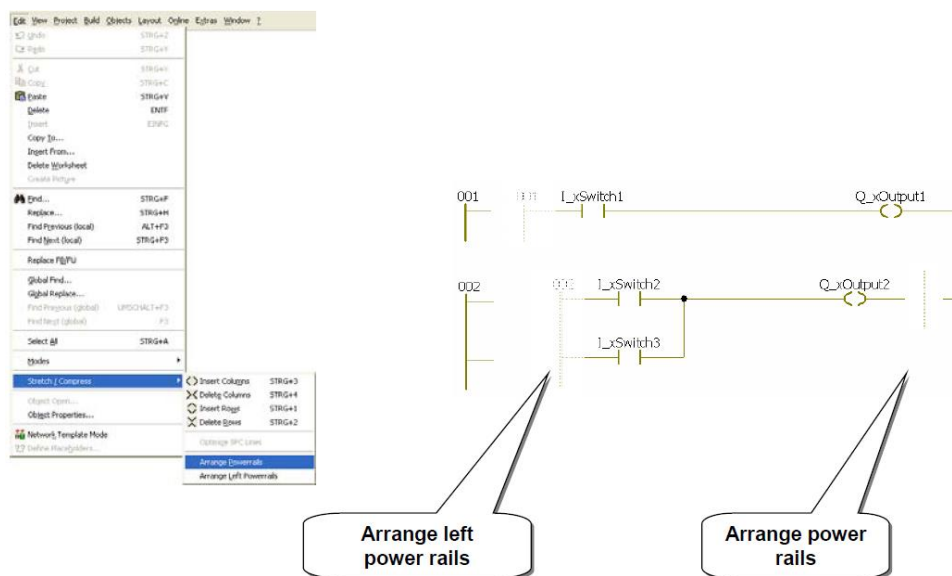 Edit View Project Build Objects Layout Online Extras Window ?
Undo STRG+Z
Redo STRG+Y
Cut STRG+X
Copy STRG+C
Paste STRG+V
Delete ENTF
Insert EINFG
Copy To...
Insert From...
Delete Worksheet
Create Picture
Find... STRG+F
Replace... STRG+H
Find Previous (local) ALT+F3
Find Next (local) STRG+F3
Replace FB/FU
Global Find...
Global Replace...
Find Previous (global) UMSCHALT+F3
Find Next (global) F3
Select All STRG+A
Modes
Stretch / Compress
Object Open...
Object Properties...
Network Template Mode
Define Placeholders...
Insert Columns STRG+3
Delete Columns STRG+4
Insert Rows STRG+1
Delete Rows STRG+2
Optimize SFC Lines
Arrange Powerrails
Arrange Left Powerrails
001 001 I_xSwitch1 Q_xOutput1
002 I_xSwitch2 Q_xOutput2
I_xSwitch3
Arrange left
power rails
Arrange power
rails